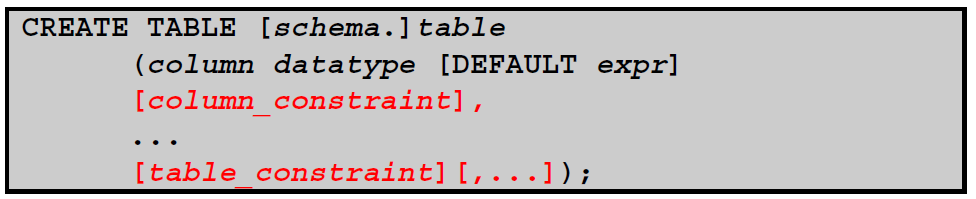 CREATE TABLE [schema.]table
(column datatype [DEFAULT expr]
[column_constraint],
...
[table_constraint][,...]);